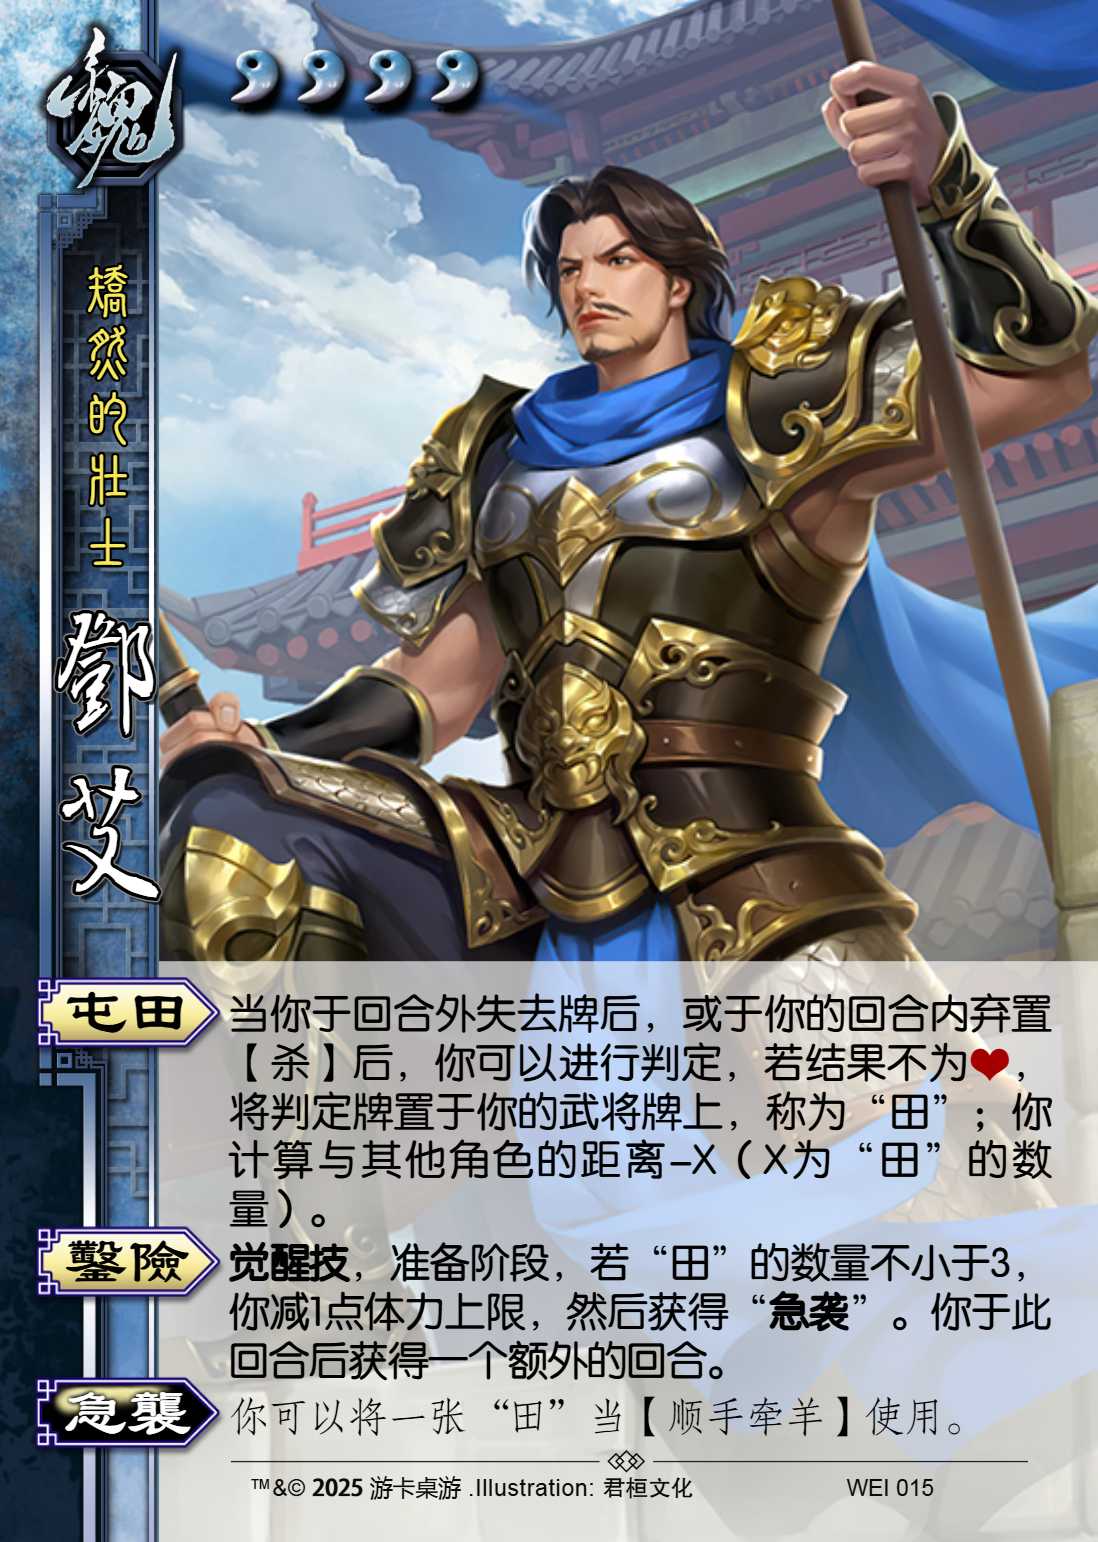 魏
矯然的壯士
鄧艾
屯田
当你于回合外失去牌后，或于你的回合内弃置
【杀】后，你可以进行判定，若结果不为❤，
将判定牌置于你的武将牌上，称为“田”；你
计算与其他角色的距离-X（X为“田”的数
量）。
鑿險
觉醒技，准备阶段，若“田”的数量不小于3，
你减1点体力上限，然后获得“急袭”。你于此
回合后获得一个额外的回合。
急襲
你可以将一张“田”当【顺手牵羊】使用。
™&© 2025 游卡桌游 .Illustration: 君桓文化
WEI 015